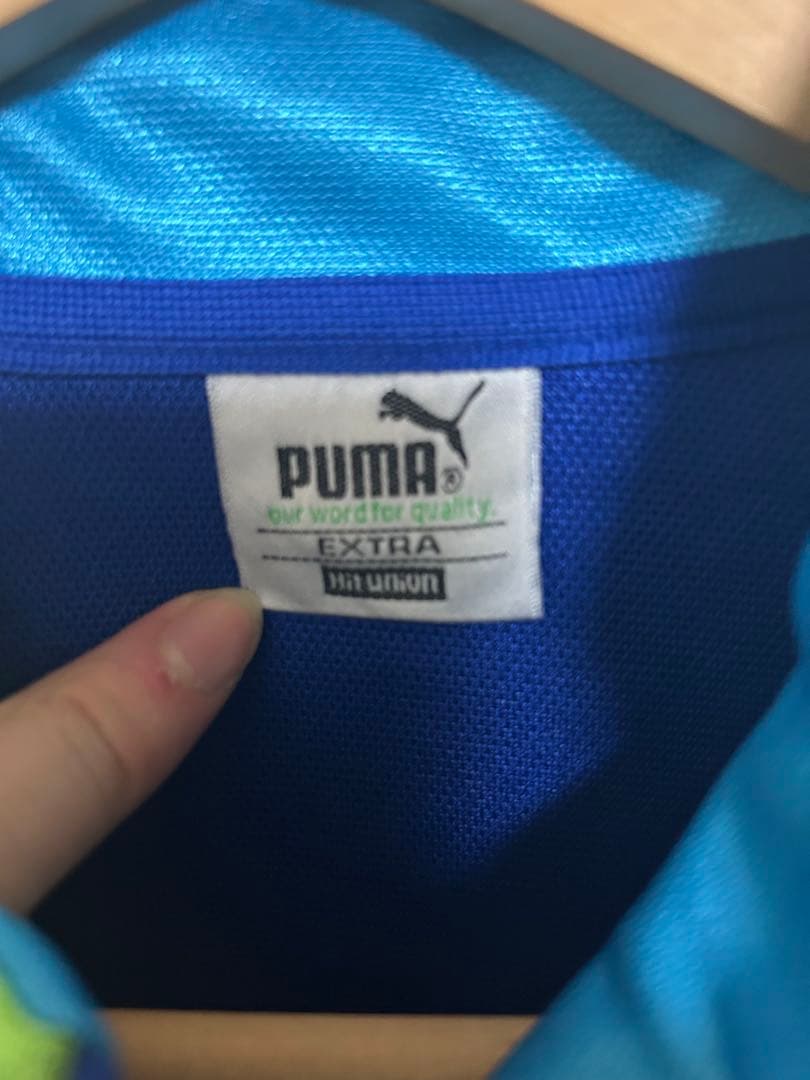 PUMA®
our word for quality.
EXTRA
Hit union